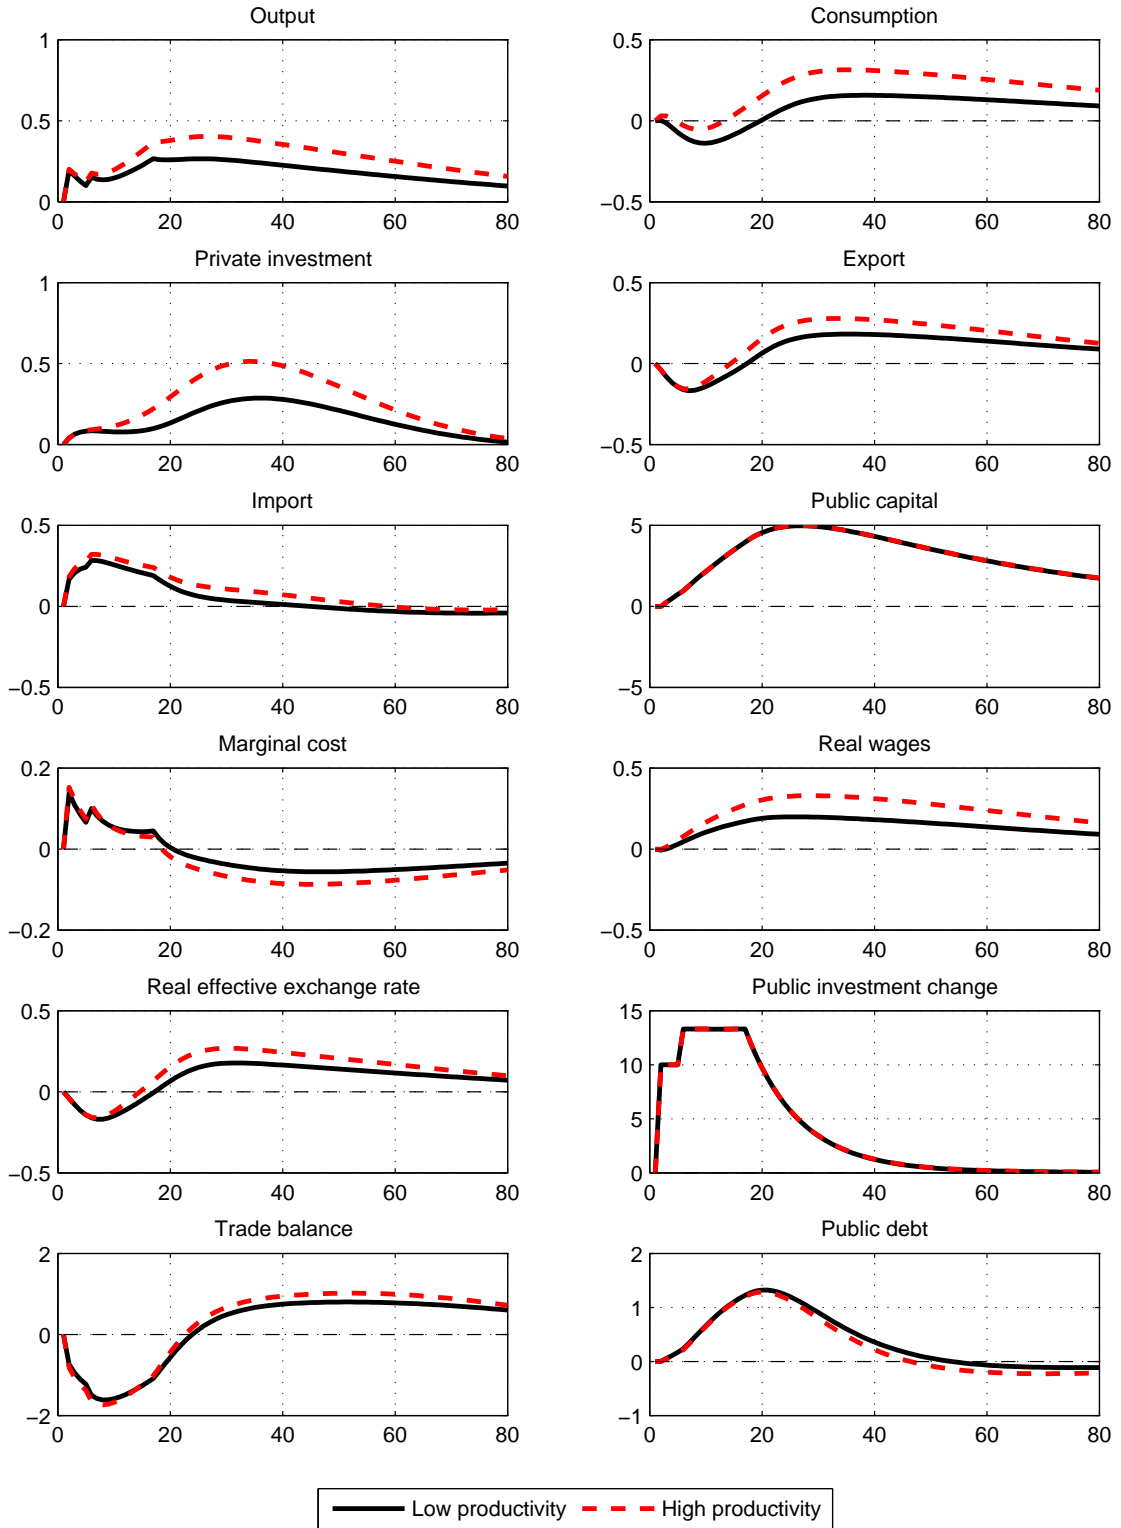 Output
1
0.5
0
0 20 40 60 80
Consumption
0.5
0
−0.5
0 20 40 60 80
Private investment
1
0.5
0
0 20 40 60 80
Export
0.5
0
−0.5
0 20 40 60 80
Import
0.5
0
−0.5
0 20 40 60 80
Public capital
5
0
−5
0 20 40 60 80
Marginal cost
0.2
0
−0.2
0 20 40 60 80
Real wages
0.5
0
−0.5
0 20 40 60 80
Real effective exchange rate
0.5
0
−0.5
0 20 40 60 80
Public investment change
15
10
5
0
0 20 40 60 80
Trade balance
2
0
−2
0 20 40 60 80
Public debt
2
1
0
−1
0 20 40 60 80
Low productivity High productivity